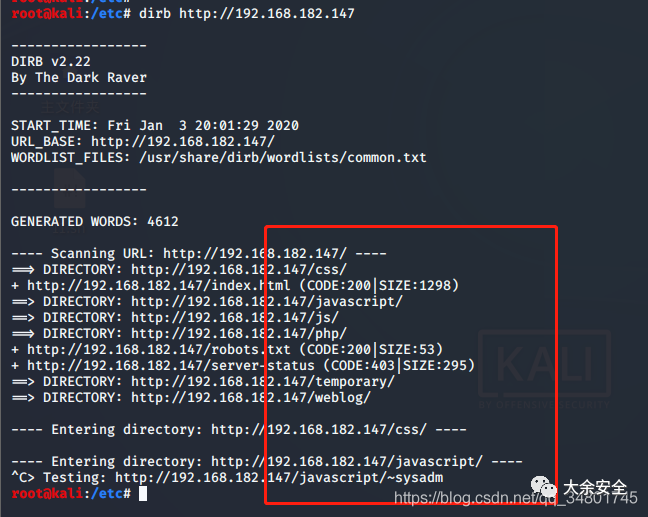 root@kali:/etc#
root@kali:/etc# dirb http://192.168.182.147
-----------------
DIRB v2.22
By The Dark Raver
-----------------
START_TIME: Fri Jan  3 20:01:29 2020
URL_BASE: http://192.168.182.147/
WORDLIST_FILES: /usr/share/dirb/wordlists/common.txt
-----------------
GENERATED WORDS: 4612
---- Scanning URL: http://192.168.182.147/ ----
==> DIRECTORY: http://192.168.182.147/css/
+ http://192.168.182.147/index.html (CODE:200|SIZE:1298)
==> DIRECTORY: http://192.168.182.147/javascript/
==> DIRECTORY: http://192.168.182.147/js/
==> DIRECTORY: http://192.168.182.147/php/
+ http://192.168.182.147/robots.txt (CODE:200|SIZE:53)
+ http://192.168.182.147/server-status (CODE:403|SIZE:295)
==> DIRECTORY: http://192.168.182.147/temporary/
==> DIRECTORY: http://192.168.182.147/weblog/
KALI
BY OFFENSIVE SECURITY
---- Entering directory: http://192.168.182.147/css/ ----
---- Entering directory: http://192.168.182.147/javascript/ ----
^C> Testing: http://192.168.182.147/javascript/~sysadm
root@kali:/etc#
太余安全
https://blog.csdn.net/qq_34801745